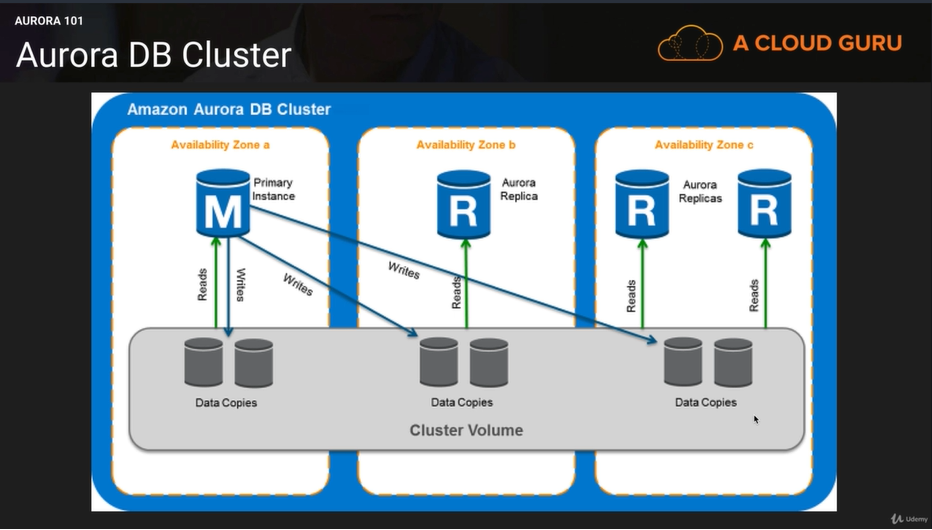 AURORA 101
Aurora DB Cluster
A CLOUD GURU
Amazon Aurora DB Cluster
Availability Zone a
Availability Zone b
Availability Zone c
M
Primary
Instance
R
Aurora
Replica
R
Aurora
Replicas
R
Reads
Writes
Writes
Writes
Reads
Reads
Reads
Data Copies
Data Copies
Data Copies
Cluster Volume
Udemy